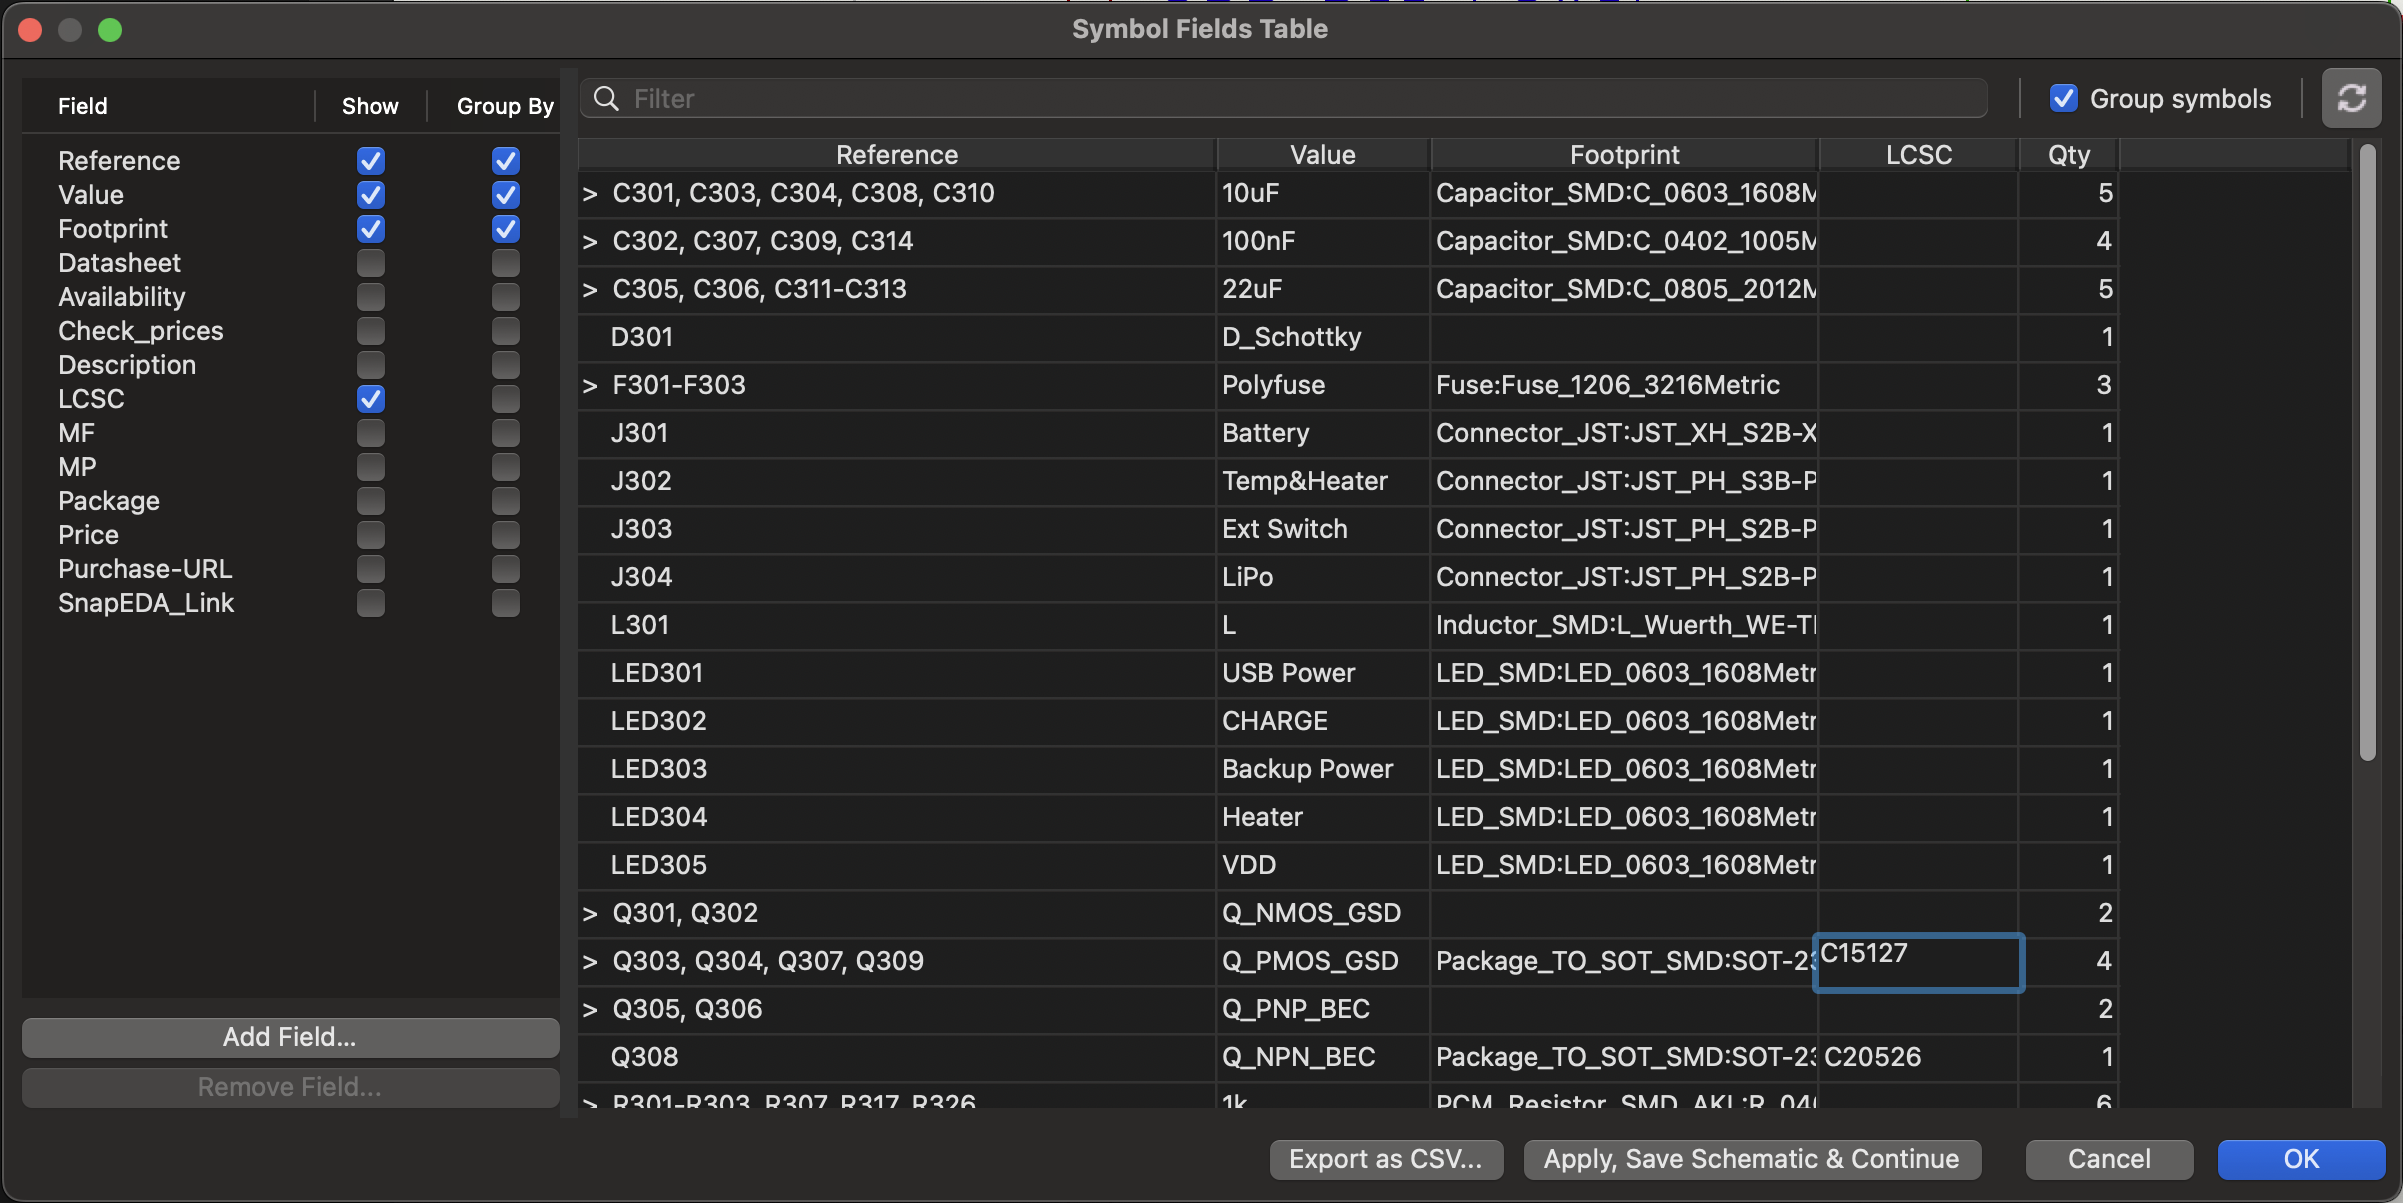 Symbol Fields Table
Field Show Group By
Reference
Value
Footprint
Datasheet
Availability
Check_prices
Description
LCSC
MF
MP
Package
Price
Purchase-URL
SnapEDA_Link
Add Field...
Remove Field...
Filter
Group symbols
Reference Value Footprint LCSC Qty
> C301, C303, C304, C308, C310 10uF Capacitor_SMD:C_0603_1608M 5
> C302, C307, C309, C314 100nF Capacitor_SMD:C_0402_1005M 4
> C305, C306, C311-C313 22uF Capacitor_SMD:C_0805_2012M 5
D301 D_Schottky 1
> F301-F303 Polyfuse Fuse:Fuse_1206_3216Metric 3
J301 Battery Connector_JST:JST_XH_S2B-X 1
J302 Temp&Heater Connector_JST:JST_PH_S3B-P 1
J303 Ext Switch Connector_JST:JST_PH_S2B-P 1
J304 LiPo Connector_JST:JST_PH_S2B-P 1
L301 L Inductor_SMD:L_Wuerth_WE-TI 1
LED301 USB Power LED_SMD:LED_0603_1608Metr 1
LED302 CHARGE LED_SMD:LED_0603_1608Metr 1
LED303 Backup Power LED_SMD:LED_0603_1608Metr 1
LED304 Heater LED_SMD:LED_0603_1608Metr 1
LED305 VDD LED_SMD:LED_0603_1608Metr 1
> Q301, Q302 Q_NMOS_GSD 2
> Q303, Q304, Q307, Q309 Q_PMOS_GSD Package_TO_SOT_SMD:SOT-23 C15127 4
> Q305, Q306 Q_PNP_BEC 2
Q308 Q_NPN_BEC Package_TO_SOT_SMD:SOT-23 C20526 1
> R301-R303, R307, R317, R326 1k PCM_Resistor_SMD_AKL:R_040 6
Export as CSV... Apply, Save Schematic & Continue Cancel OK